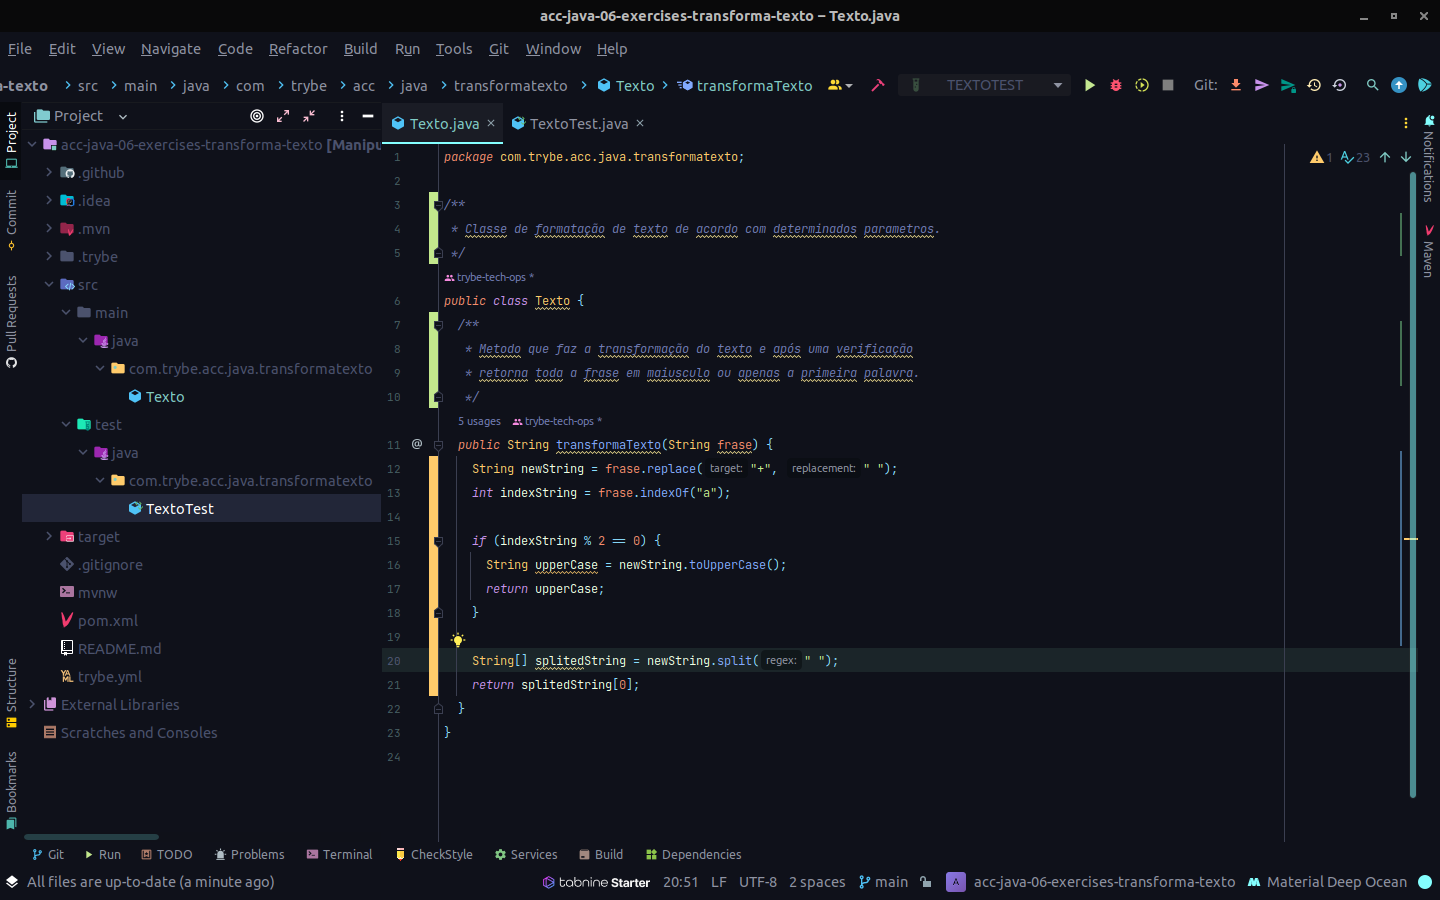 acc-java-06-exercises-transforma-texto – Texto.java
File Edit View Navigate Code Refactor Build Run Tools Git Window Help
a-texto src main java com trybe acc java transformatexto Texto transformaTexto TEXTOTEST Git:
Project
Texto.java TextoTest.java
Project
Commit
Pull Requests
Structure
Bookmarks
acc-java-06-exercises-transforma-texto [Manipu
.github
.idea
.mvn
.trybe
src
main
java
com.trybe.acc.java.transformatexto
Texto
test
java
com.trybe.acc.java.transformatexto
TextoTest
target
.gitignore
mvnw
pom.xml
README.md
trybe.yml
External Libraries
Scratches and Consoles
1 package com.trybe.acc.java.transformatexto;
2
3 /**
4 * Classe de formatação de texto de acordo com determinados parametros.
5 */
trybe-tech-ops *
6 public class Texto {
7 /**
8 * Metodo que faz a transformação do texto e após uma verificação
9 * retorna toda a frase em maiusculo ou apenas a primeira palavra.
10 */
5 usages trybe-tech-ops *
11 @ public String transformaTexto(String frase) {
12 String newString = frase.replace( target: "+", replacement: " ");
13 int indexString = frase.indexOf("a");
14
15 if (indexString % 2 == 0) {
16 String upperCase = newString.toUpperCase();
17 return upperCase;
18 }
19
20 String[] splitedString = newString.split( regex: " ");
21 return splitedString[0];
22 }
23 }
24
1 23
Notifications
Maven
Git Run TODO Problems Terminal CheckStyle Services Build Dependencies
All files are up-to-date (a minute ago) tabnine Starter 20:51 LF UTF-8 2 spaces main A acc-java-06-exercises-transforma-texto Material Deep Ocean